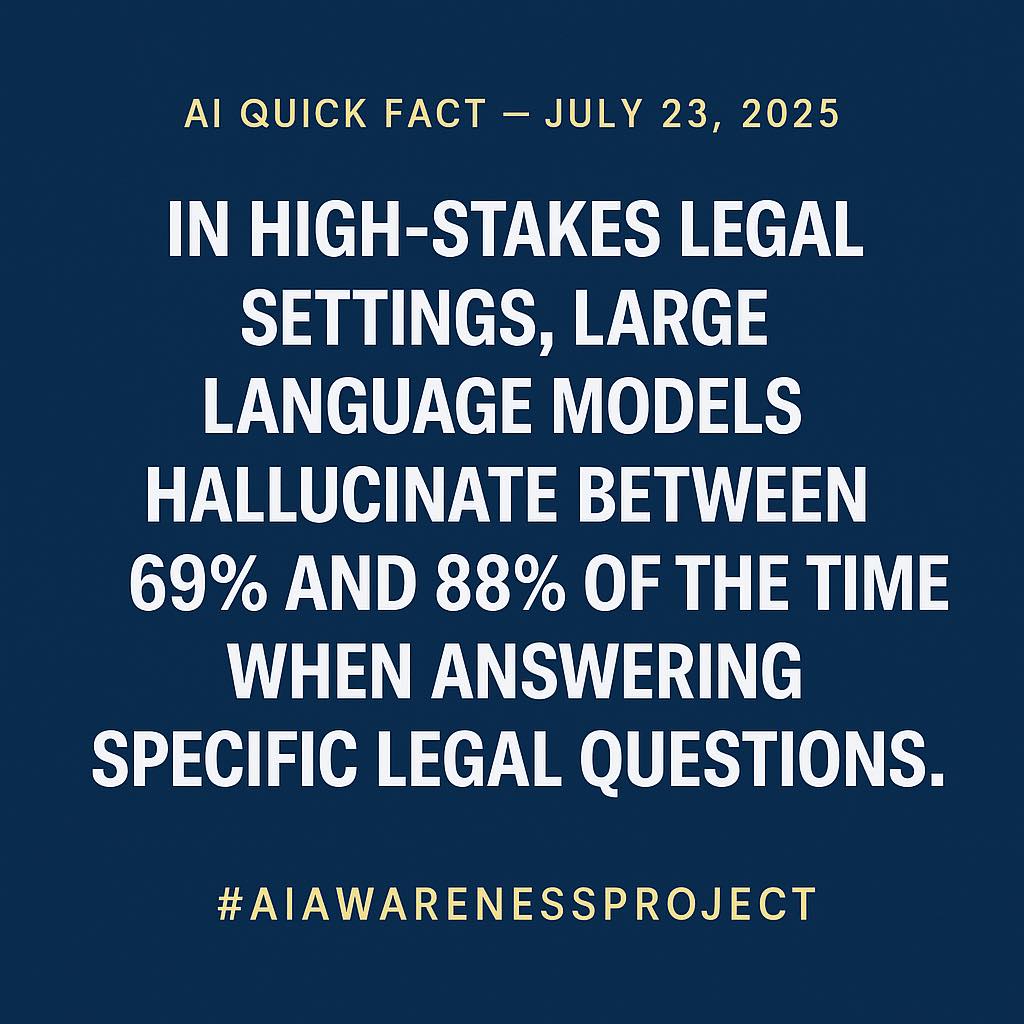 AI QUICK FACT — JULY 23, 2025
IN HIGH-STAKES LEGAL
SETTINGS, LARGE
LANGUAGE MODELS
HALLUCINATE BETWEEN
69% AND 88% OF THE TIME
WHEN ANSWERING
SPECIFIC LEGAL QUESTIONS.
#AIAWARENESSPROJECT